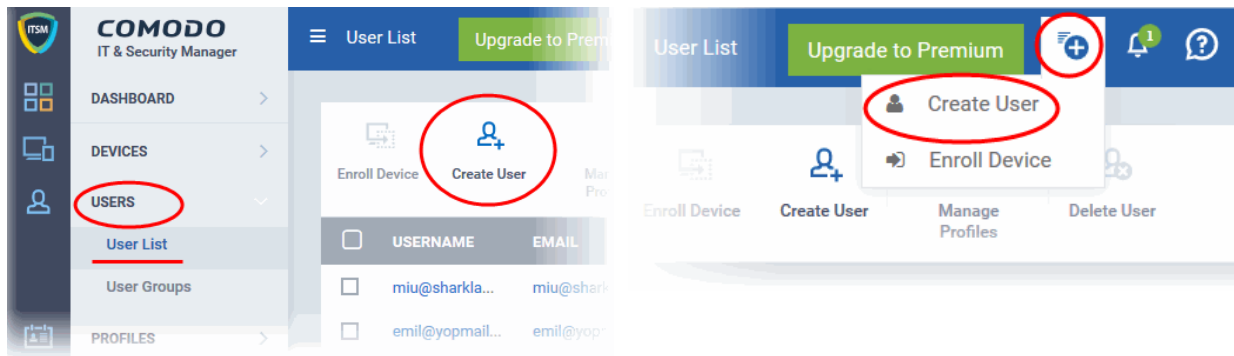 ITSM
COMODO
IT & Security Manager
DASHBOARD
DEVICES
USERS
User List
User Groups
PROFILES
User List
Upgrade to Prem
Enroll Device
Create User
USERNAME
EMAIL
miu@sharkla...
miu@shark
emil@yopmail...
emil@yop
User List
Upgrade to Premium
1
Create User
Enroll Device
Enroll Device
Create User
Manage
Profiles
Delete User